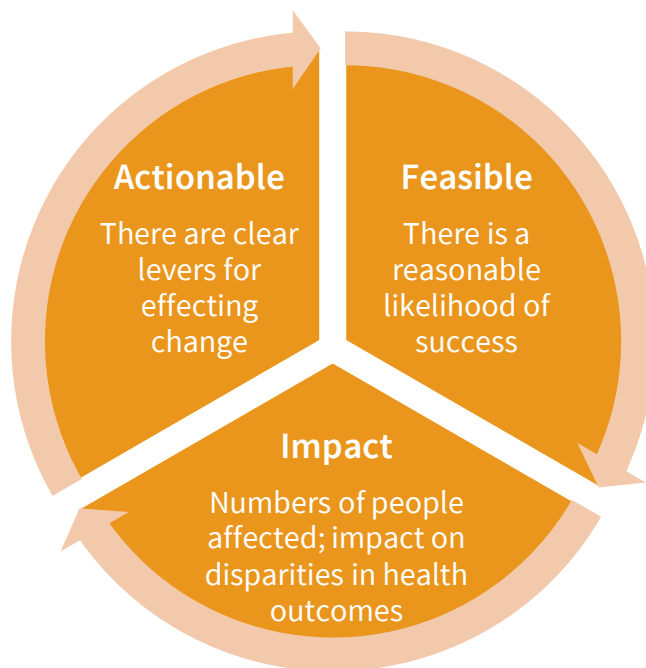 Actionable
There are clear
levers for
effecting
change
Feasible
There is a
reasonable
likelihood of
success
Impact
Numbers of people
affected; impact on
disparities in health
outcomes